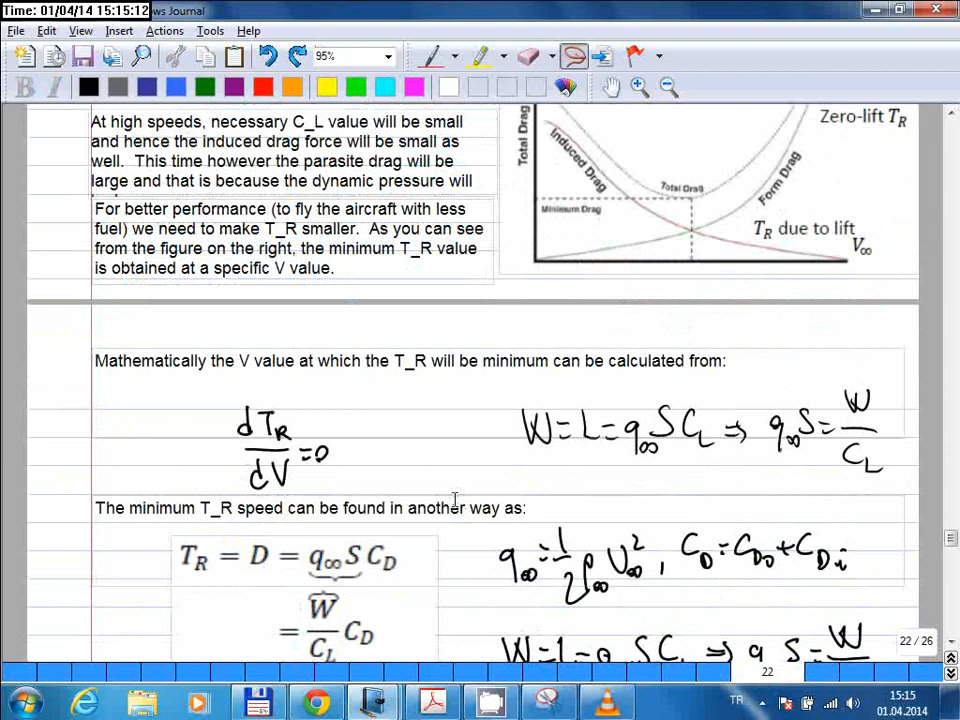 Time: 01/04/14 15:15:12
ows Journal
File Edit View Insert Actions Tools Help
95%
B I
At high speeds, necessary C_L value will be small
and hence the induced drag force will be small as
well. This time however the parasite drag will be
large and that is because the dynamic pressure will
For better performance (to fly the aircraft with less
fuel) we need to make T_R smaller. As you can see
from the figure on the right, the minimum T_R value
is obtained at a specific V value.
Total Drag
Induced Drag
Total Drag
Form Drag
Minimum Drag
Zero-lift T_R
T_R due to lift
V∞
Mathematically the V value at which the T_R will be minimum can be calculated from:
dT_R/dV = 0
W = L = q∞ S C_L ⇒ q∞ S = W/C_L
The minimum T_R speed can be found in another way as:
T_R = D = q∞ S C_D
= W/C_L C_D
q∞ = 1/2 ρ∞ U∞², C_D = C_D0 + C_Di
W = L = q S C_L ⇒ q S = W
22 / 26
22
TR
15:15
01.04.2014